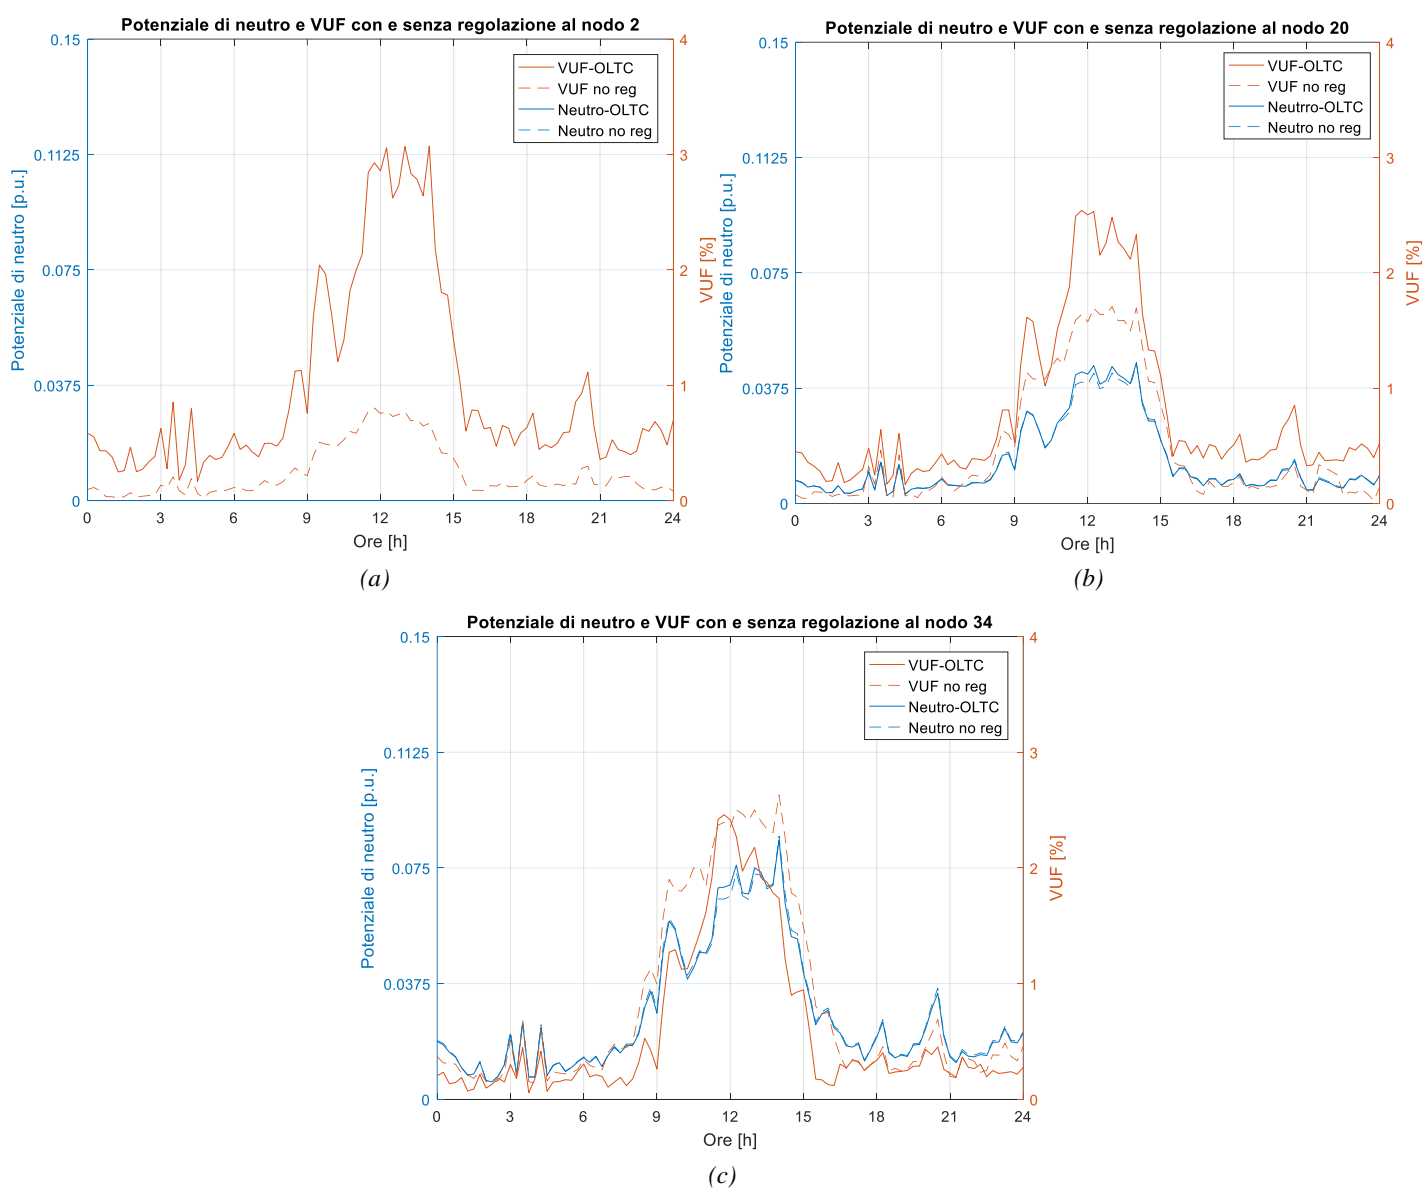 Potenziale di neutro e VUF con e senza regolazione al nodo 2
0.15
0.1125
0.075
0.0375
0
Potenziale di neutro [p.u.]
4
3
2
1
0
VUF [%]
VUF-OLTC
VUF no reg
Neutro-OLTC
Neutro no reg
0 3 6 9 12 15 18 21 24
Ore [h]
(a)
Potenziale di neutro e VUF con e senza regolazione al nodo 20
0.15
0.1125
0.075
0.0375
0
Potenziale di neutro [p.u.]
4
3
2
1
0
VUF [%]
VUF-OLTC
VUF no reg
Neutrro-OLTC
Neutro no reg
0 3 6 9 12 15 18 21 24
Ore [h]
(b)
Potenziale di neutro e VUF con e senza regolazione al nodo 34
0.15
0.1125
0.075
0.0375
0
Potenziale di neutro [p.u.]
4
3
2
1
0
VUF [%]
VUF-OLTC
VUF no reg
Neutro-OLTC
Neutro no reg
0 3 6 9 12 15 18 21 24
Ore [h]
(c)